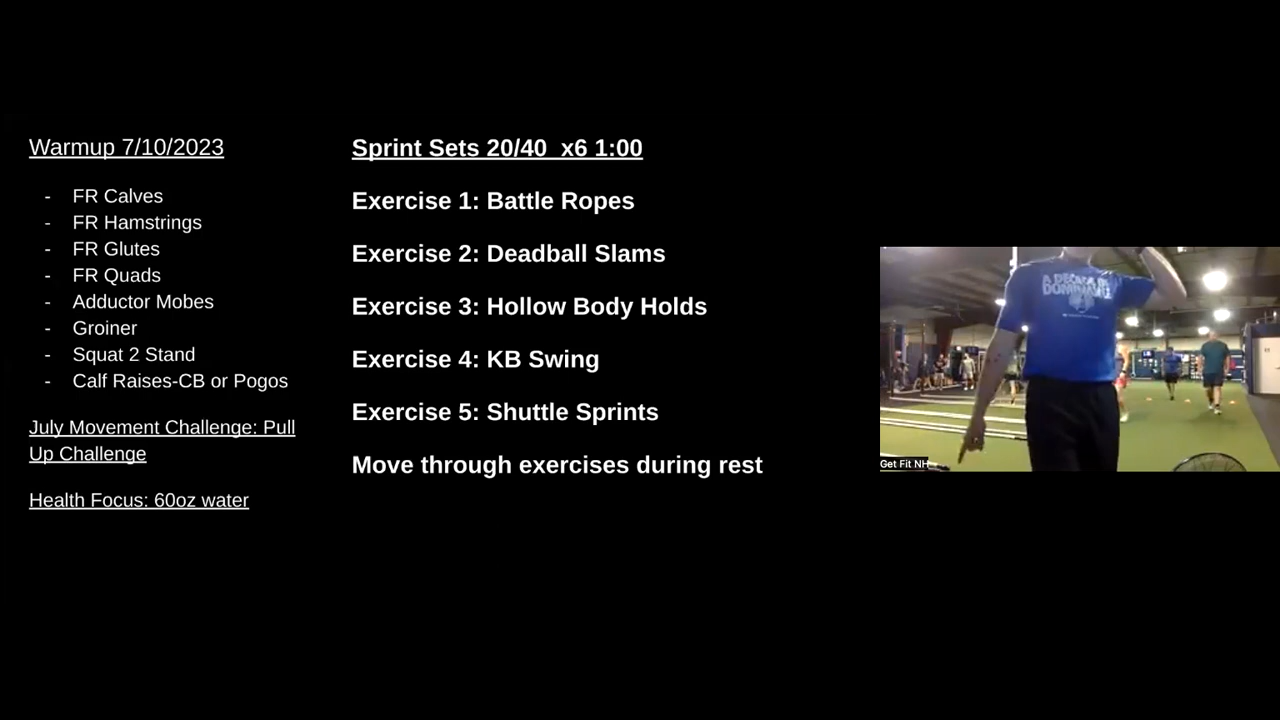 Warmup 7/10/2023
- FR Calves
- FR Hamstrings
- FR Glutes
- FR Quads
- Adductor Mobes
- Groiner
- Squat 2 Stand
- Calf Raises-CB or Pogos
July Movement Challenge: Pull
Up Challenge
Health Focus: 60oz water
Sprint Sets 20/40  x6 1:00
Exercise 1: Battle Ropes
Exercise 2: Deadball Slams
Exercise 3: Hollow Body Holds
Exercise 4: KB Swing
Exercise 5: Shuttle Sprints
Move through exercises during rest
A DECADE
Get Fit NH